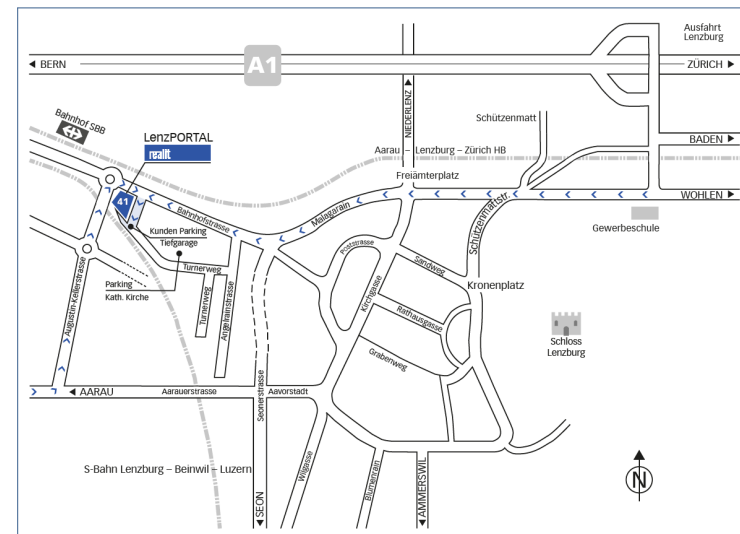 Ausfahrt
Lenzburg
BERN
A1
ZÜRICH
NIEDERLENZ
Schützenmatt
Bahnhof SBB
LenzPORTAL
realit
BADEN
Aarau – Lenzburg – Zürich HB
Freiämterplatz
WOHLEN
41
Bahnhofstrasse
Malagarain
Schützenmattstr.
Gewerbeschule
Kunden Parking
Tiefgarage
Poststrasse
Turnerweg
Sandweg
Parking
Kath. Kirche
Kronenplatz
Augustin-Kellerstrasse
Turnerweg
Angelrainstrasse
Kirchgasse
Rathausgasse
Schloss
Lenzburg
Grabenweg
AARAU
Aarauerstrasse
Seonerstrasse
Aavorstadt
S-Bahn Lenzburg – Beinwil – Luzern
Wilgasse
Blumenrain
AMMERSWIL
SEON
N